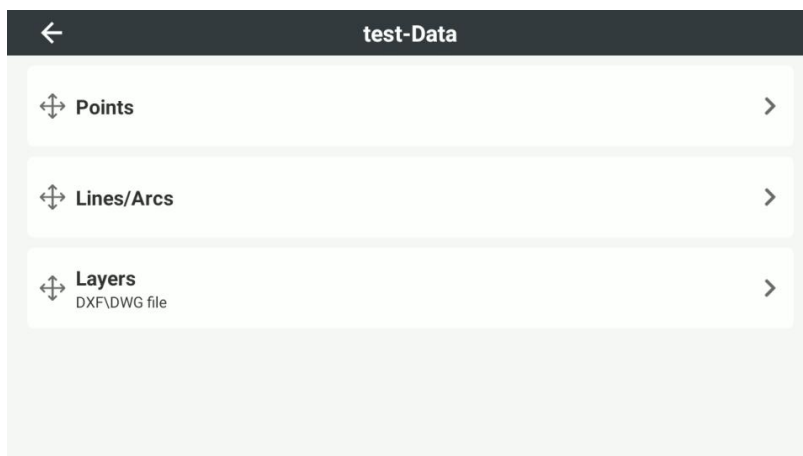 test-Data
Points
Lines/Arcs
Layers
DXF\DWG file